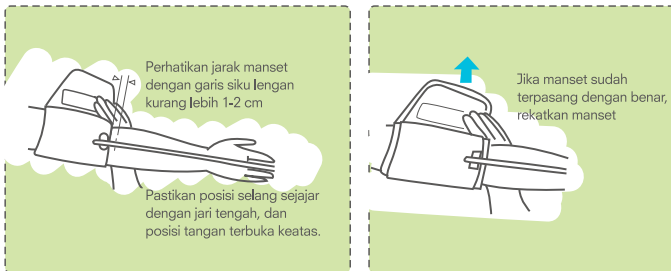 Perhatikan jarak manset
dengan garis siku lengan
kurang lebih 1-2 cm
Pastikan posisi selang sejajar
dengan jari tengah, dan
posisi tangan terbuka keatas.
Jika manset sudah
terpasang dengan benar,
rekatkan manset